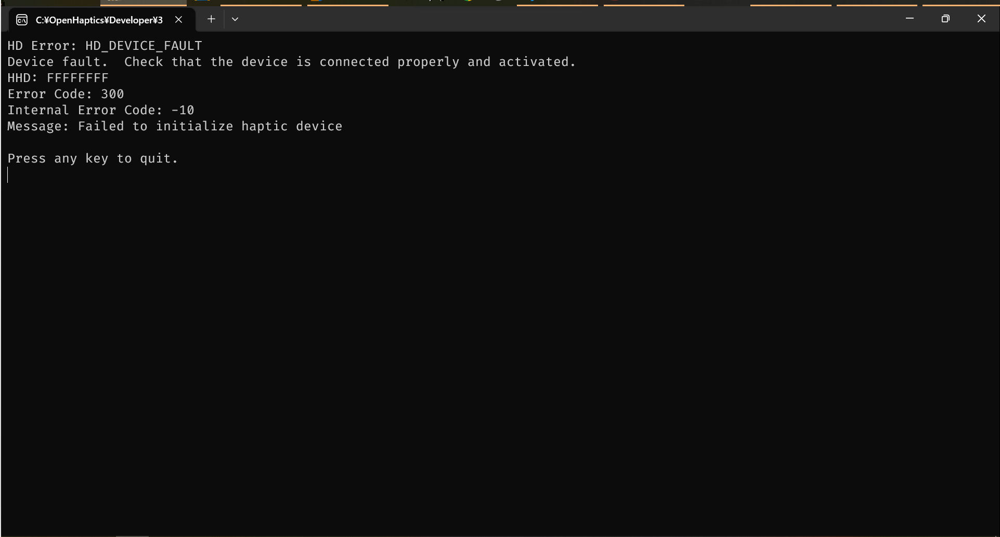 C:¥OpenHaptics¥Developer¥3
HD Error: HD_DEVICE_FAULT
Device fault.  Check that the device is connected properly and activated.
HHD: FFFFFFFF
Error Code: 300
Internal Error Code: -10
Message: Failed to initialize haptic device
Press any key to quit.